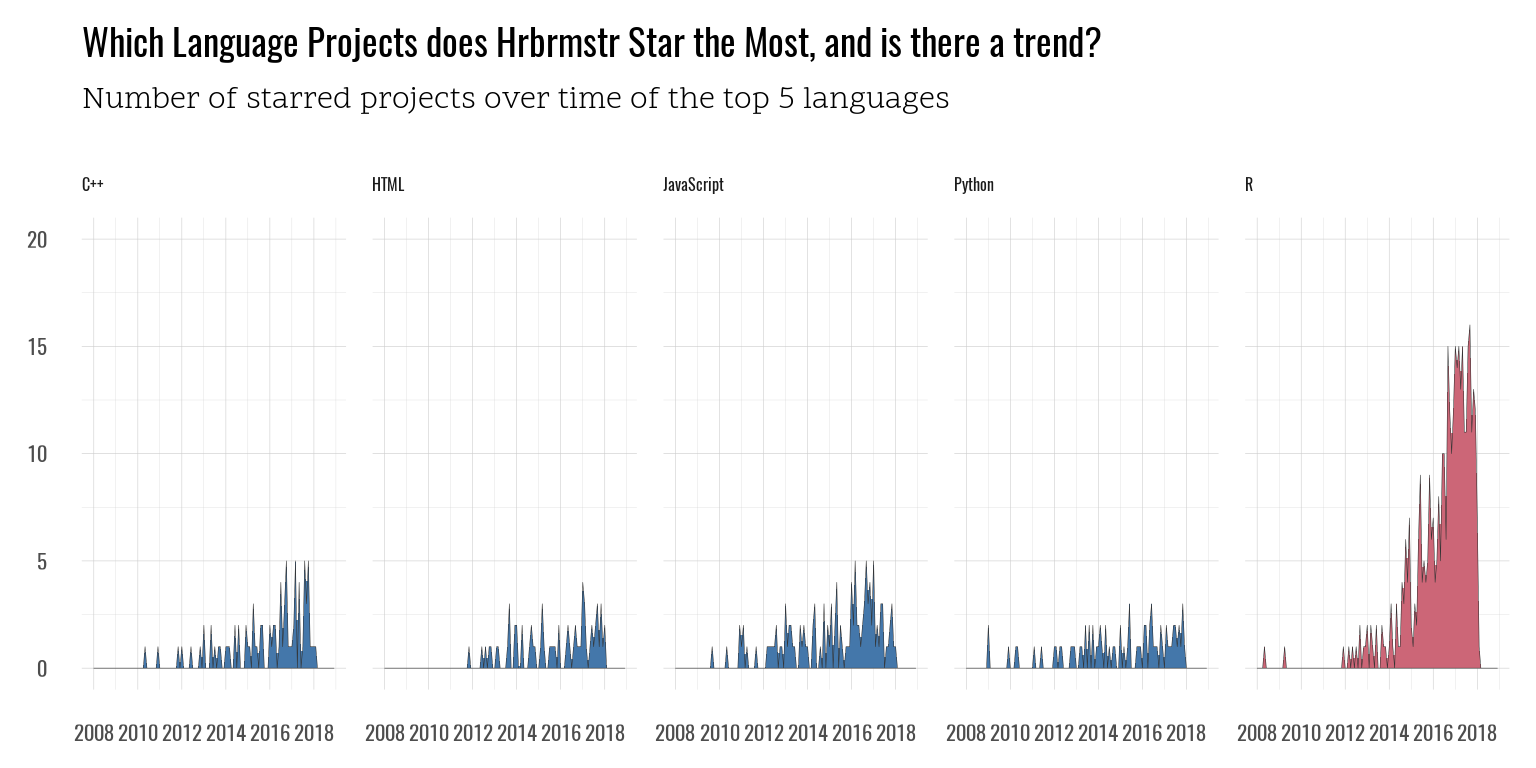 Which Language Projects does Hrbrmstr Star the Most, and is there a trend?
Number of starred projects over time of the top 5 languages
C++ HTML JavaScript Python R
20
15
10
5
0
2008 2010 2012 2014 2016 2018 2008 2010 2012 2014 2016 2018 2008 2010 2012 2014 2016 2018 2008 2010 2012 2014 2016 2018 2008 2010 2012 2014 2016 2018